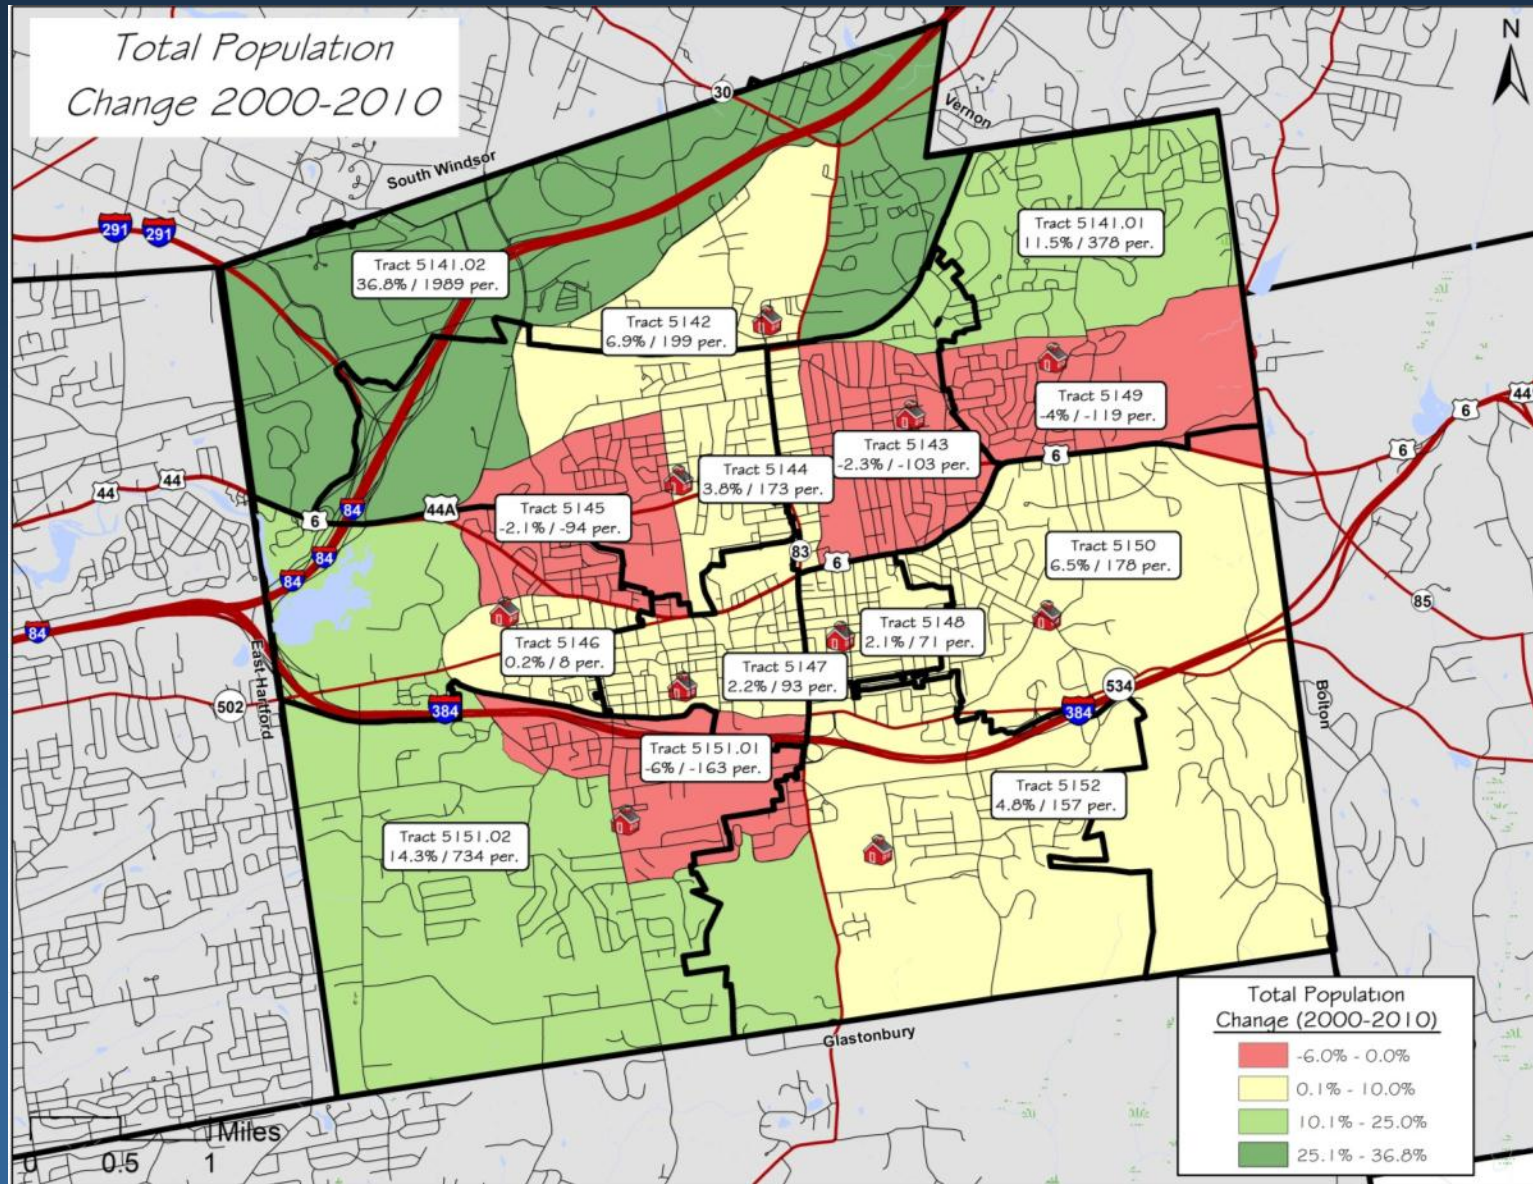 Total Population
Change 2000-2010
N
30
Vernon
South Windsor
291
291
Tract 5141.01
11.5% / 378 per.
Tract 5141.02
36.8% / 1989 per.
Tract 5142
6.9% / 199 per.
Tract 5149
-4% / -119 per.
44
6
6
6
Tract 5143
-2.3% / -103 per.
Tract 5144
3.8% / 173 per.
44
44
Tract 5145
-2.1% / -94 per.
44A
84
6
84
84
83
6
Tract 5150
6.5% / 178 per.
85
84
East Hartford
Tract 5146
0.2% / 8 per.
Tract 5148
2.1% / 71 per.
Tract 5147
2.2% / 93 per.
534
502
384
384
Bolton
Tract 5151.01
-6% / -163 per.
Tract 5152
4.8% / 157 per.
Tract 5151.02
14.3% / 734 per.
Glastonbury
Total Population
Change (2000-2010)
-6.0% - 0.0%
0.1% - 10.0%
10.1% - 25.0%
25.1% - 36.8%
Miles
0 0.5 1